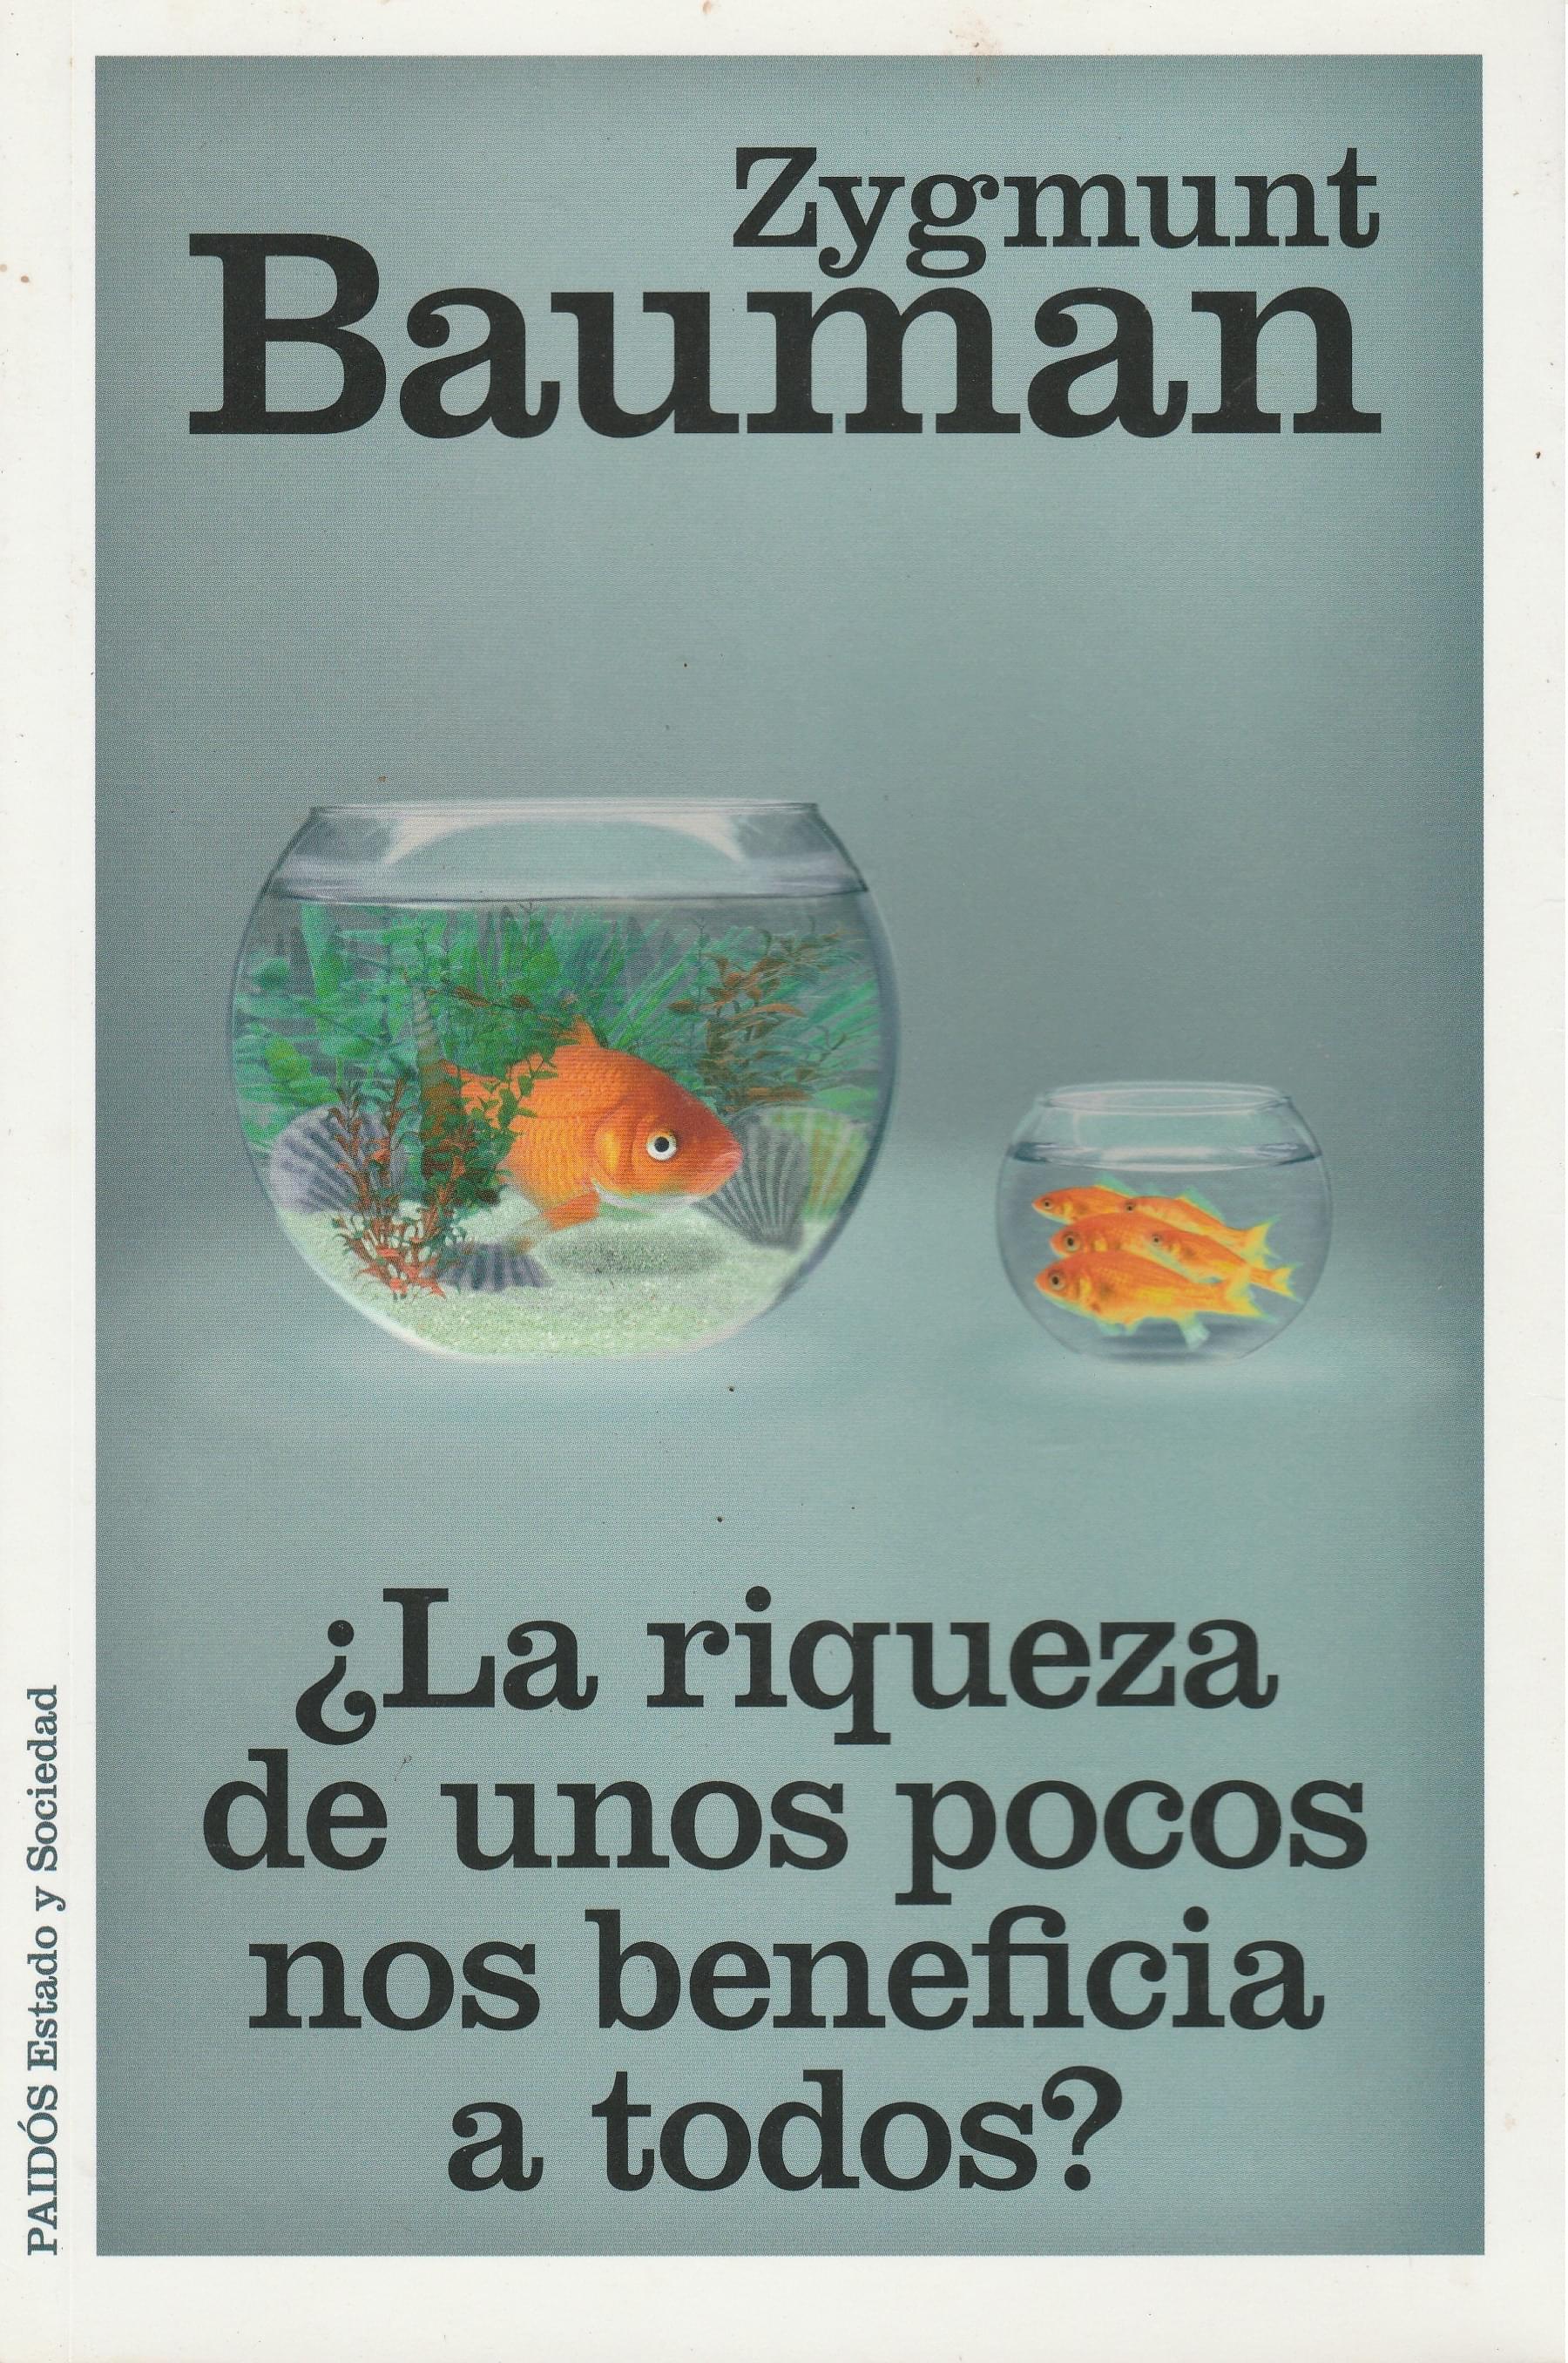 Zygmunt
Bauman
¿La riqueza
de unos pocos
nos beneficia
a todos?
PAIDÓS Estado y Sociedad